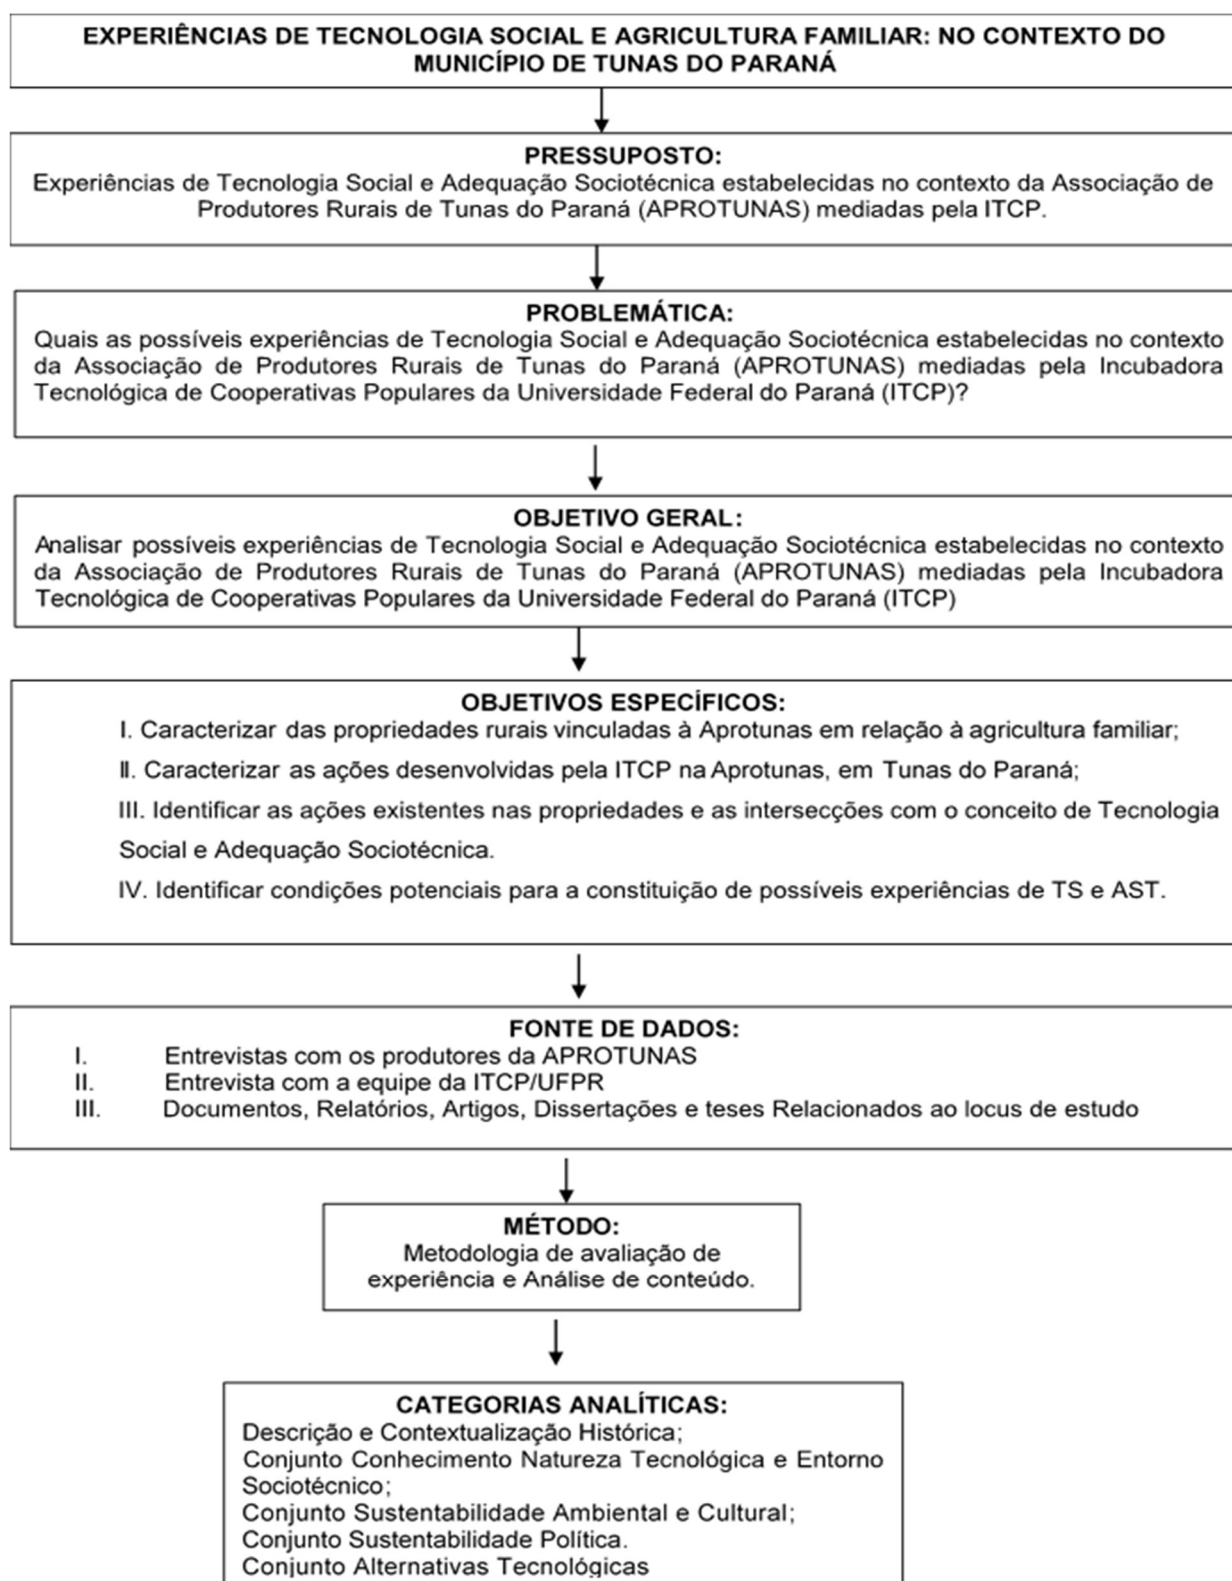 EXPERIÊNCIAS DE TECNOLOGIA SOCIAL E AGRICULTURA FAMILIAR: NO CONTEXTO DO
MUNICÍPIO DE TUNAS DO PARANÁ
PRESSUPOSTO:
Experiências de Tecnologia Social e Adequação Sociotécnica estabelecidas no contexto da Associação de
Produtores Rurais de Tunas do Paraná (APROTUNAS) mediadas pela ITCP.
PROBLEMÁTICA:
Quais as possíveis experiências de Tecnologia Social e Adequação Sociotécnica estabelecidas no contexto
da Associação de Produtores Rurais de Tunas do Paraná (APROTUNAS) mediadas pela Incubadora
Tecnológica de Cooperativas Populares da Universidade Federal do Paraná (ITCP)?
OBJETIVO GERAL:
Analisar possíveis experiências de Tecnologia Social e Adequação Sociotécnica estabelecidas no contexto
da Associação de Produtores Rurais de Tunas do Paraná (APROTUNAS) mediadas pela Incubadora
Tecnológica de Cooperativas Populares da Universidade Federal do Paraná (ITCP)
OBJETIVOS ESPECÍFICOS:
I. Caracterizar das propriedades rurais vinculadas à Aprotunas em relação à agricultura familiar;
II. Caracterizar as ações desenvolvidas pela ITCP na Aprotunas, em Tunas do Paraná;
III. Identificar as ações existentes nas propriedades e as intersecções com o conceito de Tecnologia
Social e Adequação Sociotécnica.
IV. Identificar condições potenciais para a constituição de possíveis experiências de TS e AST.
FONTE DE DADOS:
I. Entrevistas com os produtores da APROTUNAS
II. Entrevista com a equipe da ITCP/UFPR
III. Documentos, Relatórios, Artigos, Dissertações e teses Relacionados ao locus de estudo
MÉTODO:
Metodologia de avaliação de
experiência e Análise de conteúdo.
CATEGORIAS ANALÍTICAS:
Descrição e Contextualização Histórica;
Conjunto Conhecimento Natureza Tecnológica e Entorno
Sociotécnico;
Conjunto Sustentabilidade Ambiental e Cultural;
Conjunto Sustentabilidade Política.
Conjunto Alternativas Tecnológicas